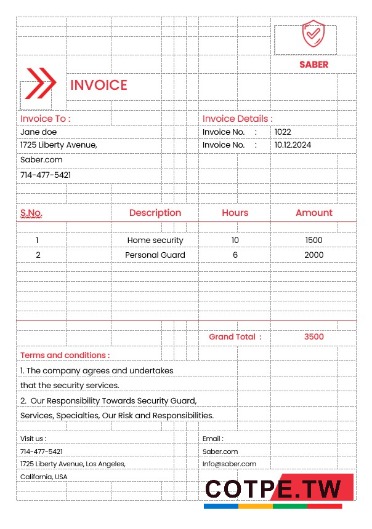 SABER
INVOICE
Invoice To :
Jane doe
1725 Liberty Avenue,
Saber.com
714-477-5421
Invoice Details :
Invoice No. : 1022
Invoice No. : 10.12.2024
S.No. Description Hours Amount
1 Home security 10 1500
2 Personal Guard 6 2000
Grand Total : 3500
Terms and conditions :
1. The company agrees and undertakes
that the security services.
2. Our Responsibility Towards Security Guard,
Services, Specialties, Our Risk and Responsibilities.
Visit us :
714-477-5421
1725 Liberty Avenue, Los Angeles,
California, USA
Email :
Saber.com
Info@saber.com
COTPE.TW